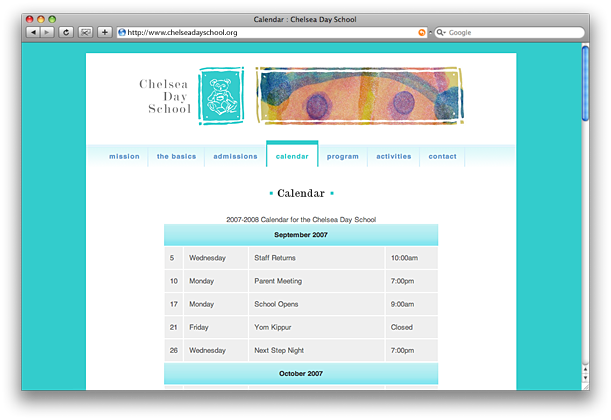 Calendar : Chelsea Day School
http://www.chelseadayschool.org
Google
Chelsea
Day
School
mission
the basics
admissions
calendar
program
activities
contact
Calendar
2007-2008 Calendar for the Chelsea Day School
September 2007
5 Wednesday Staff Returns 10:00am
10 Monday Parent Meeting 7:00pm
17 Monday School Opens 9:00am
21 Friday Yom Kippur Closed
26 Wednesday Next Step Night 7:00pm
October 2007